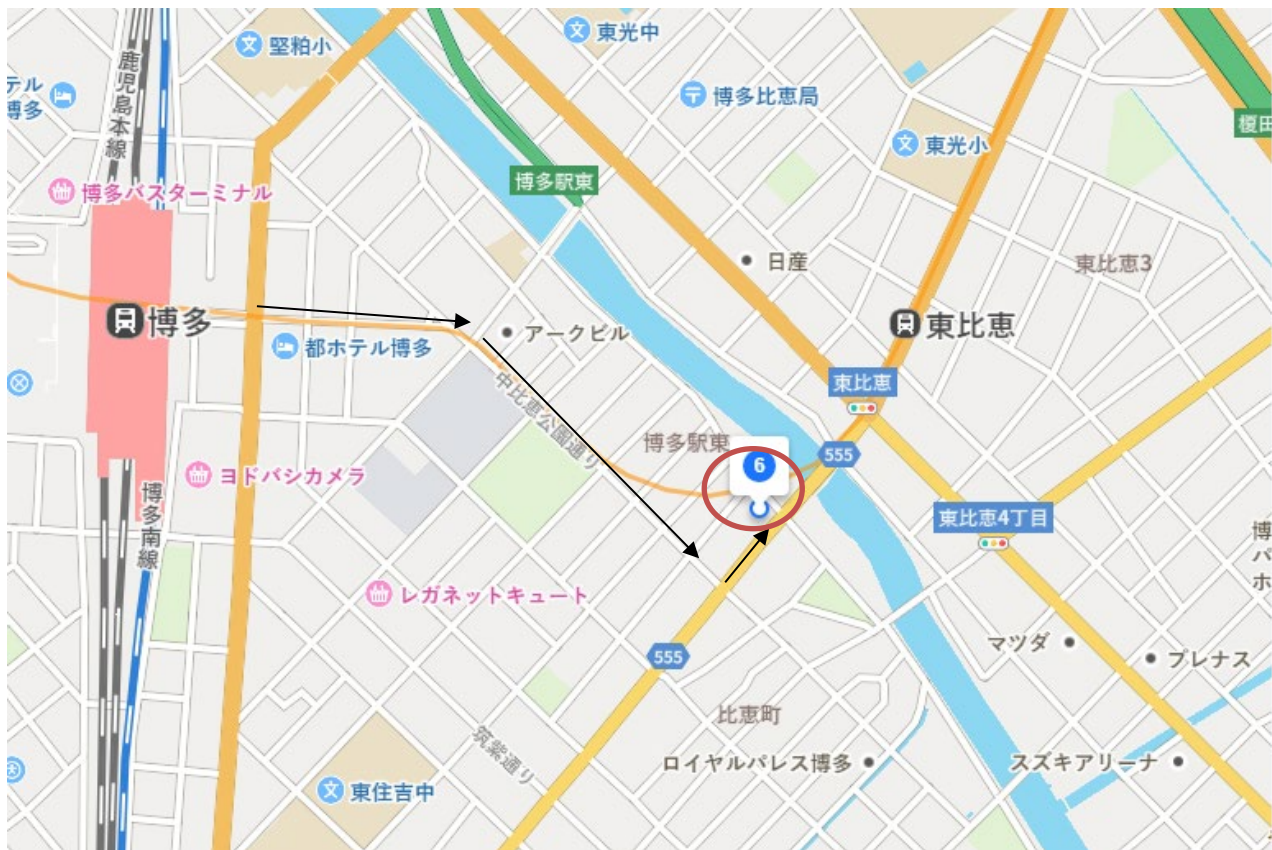 堅粕小
東光中
鹿児島本線
テル
博多
博多比恵局
榎田
東光小
博多駅東
博多バスターミナル
日産
東比恵3
博多
アークビル
東比恵
都ホテル博多
中比恵公園通り
東比恵
博多駅東
555
6
ヨドバシカメラ
博多南線
東比恵4丁目
博
パ
ホ
レガネットキュート
マツダ
プレナス
555
比恵町
筑紫通り
ロイヤルパレス博多
スズキアリーナ
東住吉中